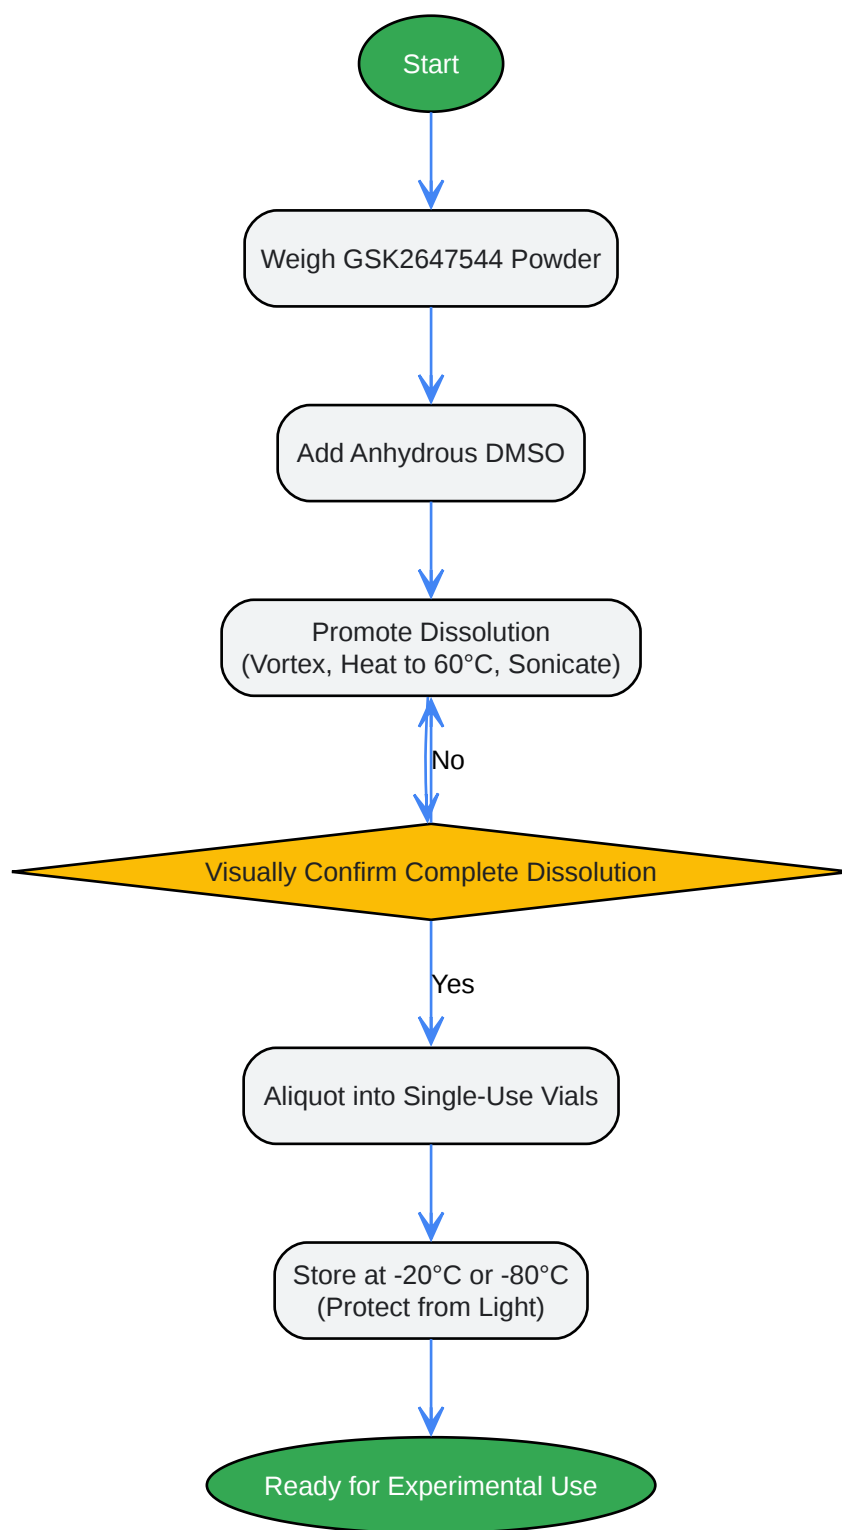 Start
Weigh GSK2647544 Powder
Add Anhydrous DMSO
Promote Dissolution
(Vortex, Heat to 60°C, Sonicate)
No
Visually Confirm Complete Dissolution
Yes
Aliquot into Single-Use Vials
Store at -20°C or -80°C
(Protect from Light)
Ready for Experimental Use